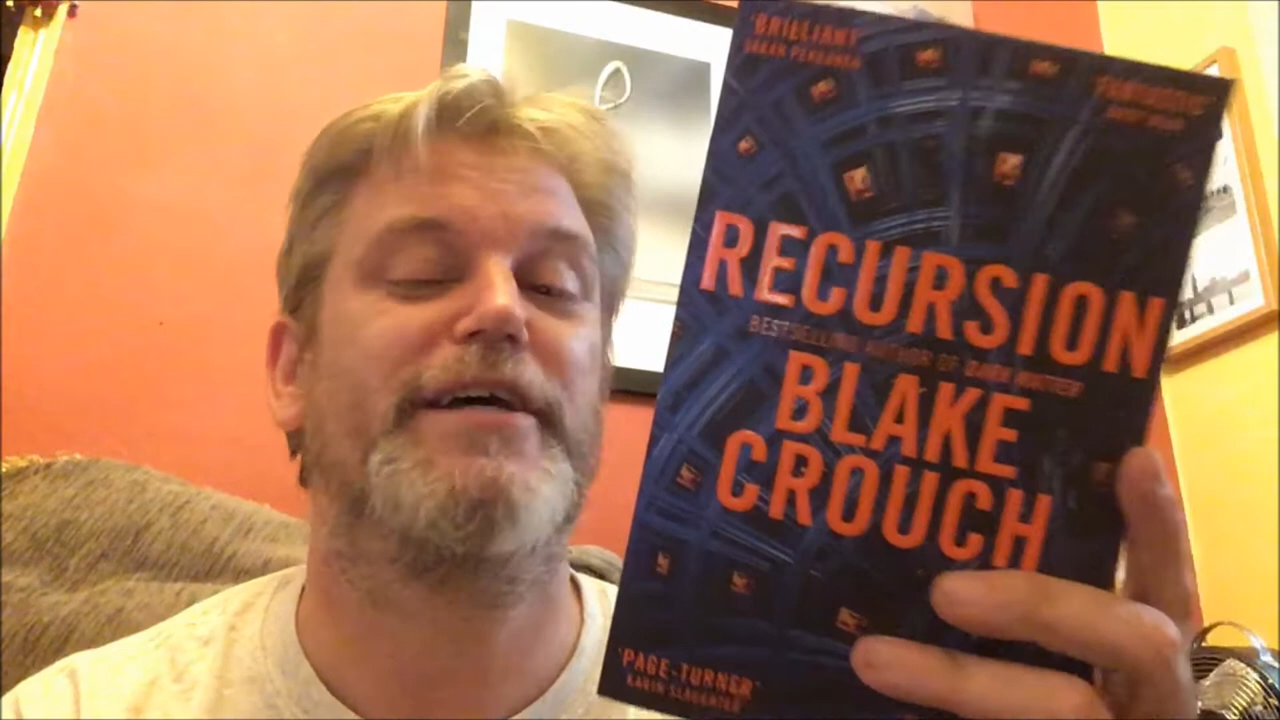 'BRILLIANT'
SARAH PINBOROUGH
'FANTASTIC'
RECURSION
BESTSELLING AUTHOR OF DARK MATTER
BLAKE
CROUCH
'PAGE-TURNER'
KARIN SLAUGHTER